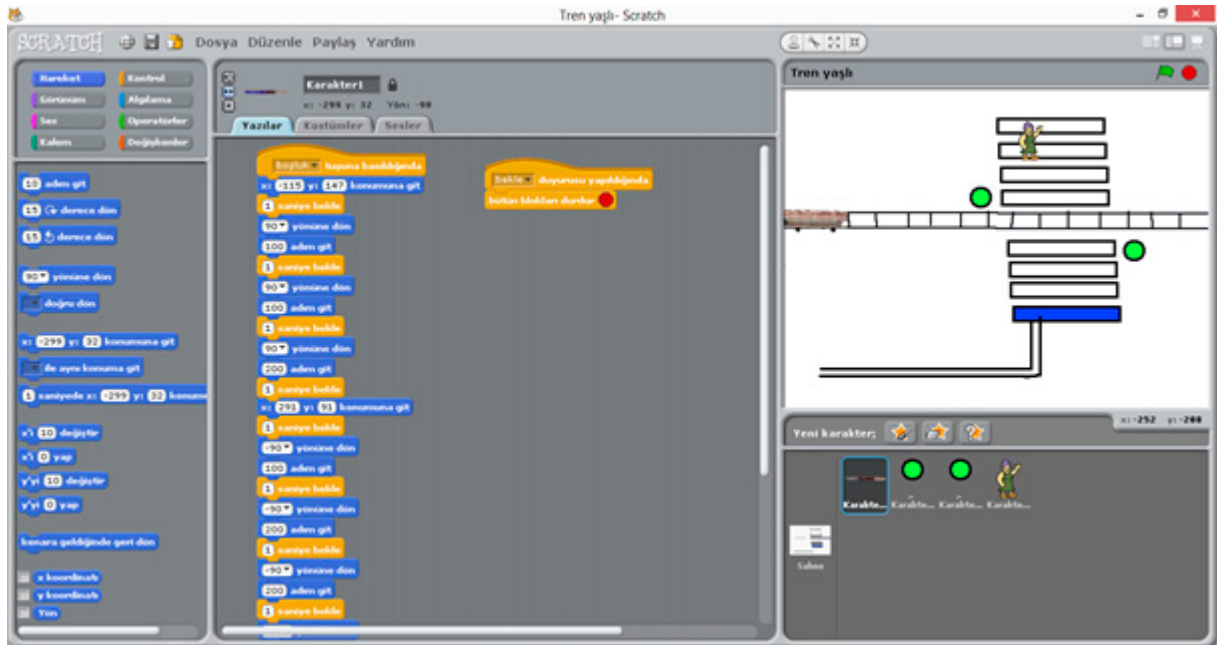 Tren yaşlı- Scratch
SCRATCH Dosya Düzenle Paylaş Yardım
Hareket Kontrol
Görünüm Algılama
Ses Operatörler
Kalem Değişkenler
10 adım git
15 derece dön
15 derece dön
90 yönüne dön
doğru dön
x: -299 y: 32 konumuna git
ile aynı konuma git
1 saniyede x: -299 y: 32 konumu
x'i 10 değiştir
x'i 0 yap
y'yi 10 değiştir
y'yi 0 yap
kenara geldiğinde geri dön
x koordinatı
y koordinatı
Yön
Karakter1
x: -299 y: 32 Yön: -90
Yazılar Kostümler Sesler
boşluk tuşuna basıldığında
x: -115 y: 147 konumuna git
1 saniye bekle
90 yönüne dön
100 adım git
1 saniye bekle
90 yönüne dön
100 adım git
1 saniye bekle
90 yönüne dön
200 adım git
1 saniye bekle
x: 291 y: 91 konumuna git
1 saniye bekle
-90 yönüne dön
100 adım git
1 saniye bekle
-90 yönüne dön
200 adım git
1 saniye bekle
-90 yönüne dön
200 adım git
1 saniye bekle
bekle duyurusu yapıldığında
bütün blokları durdur
Tren yaşlı
x: -252 y: -208
Yeni karakter:
Karakte... Karakte... Karakte... Karakte...
Sahne